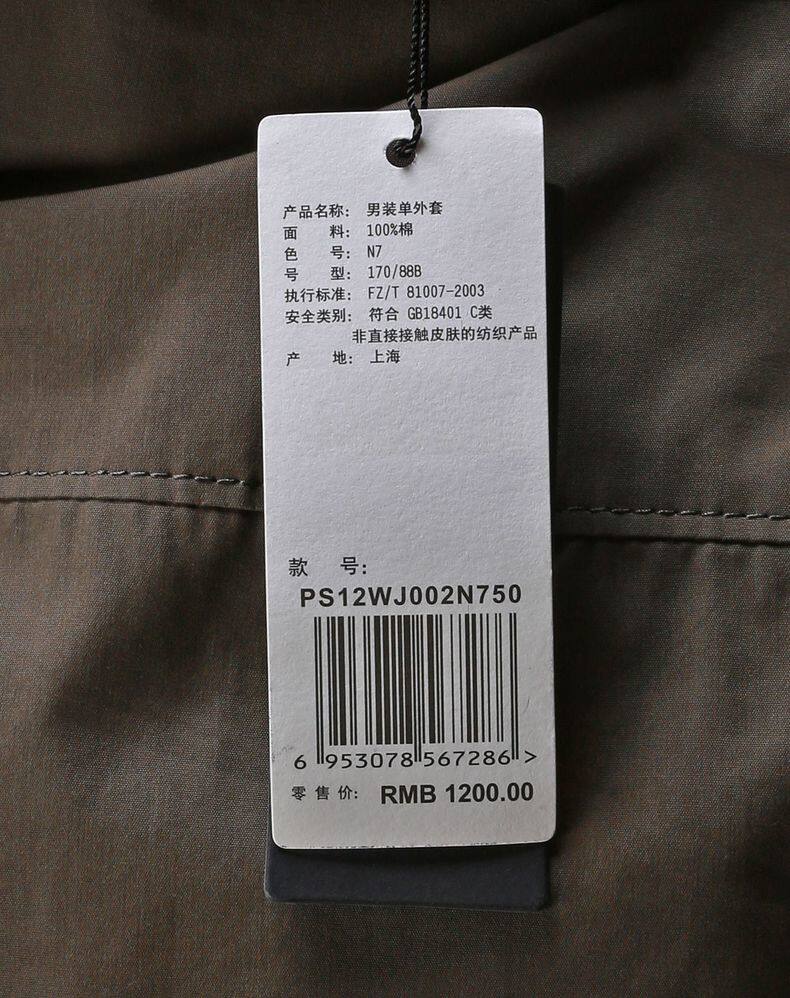 产品名称: 男装单外套
面 料: 100%棉
色 号: N7
号 型: 170/88B
执行标准: FZ/T 81007-2003
安全类别: 符合 GB18401 C类
非直接接触皮肤的纺织产品
产 地: 上海
款 号:
PS12WJ002N750
6 953078 567286 >
零售价: RMB 1200.00